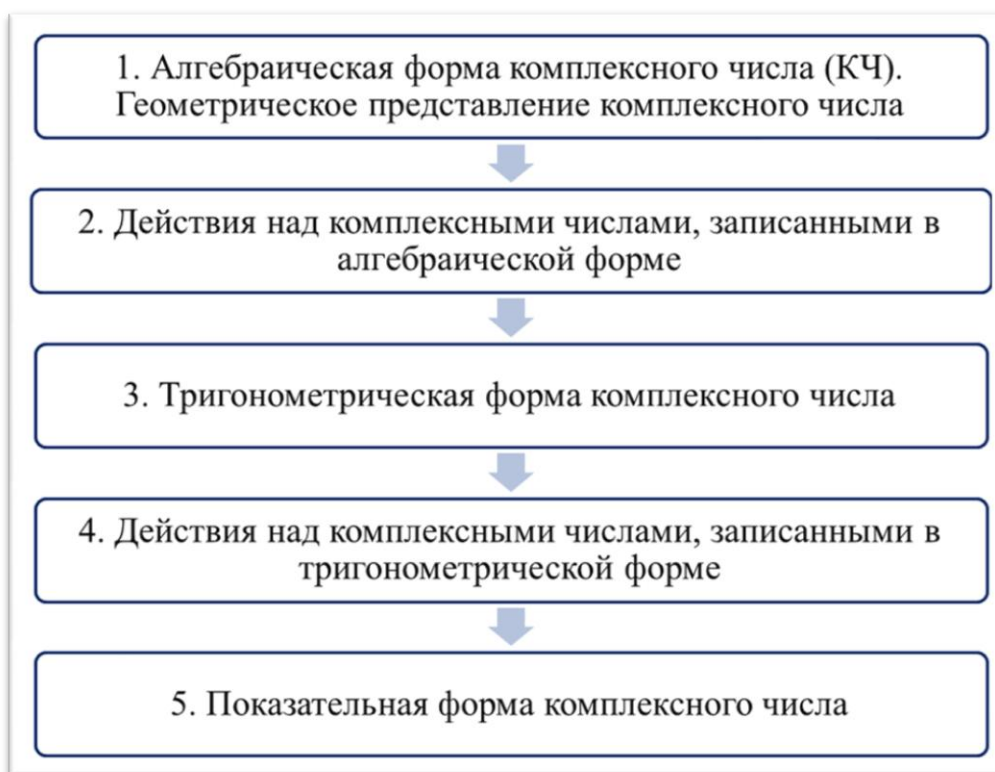 1. Алгебраическая форма комплексного числа (КЧ).
Геометрическое представление комплексного числа
2. Действия над комплексными числами, записанными в
алгебраической форме
3. Тригонометрическая форма комплексного числа
4. Действия над комплексными числами, записанными в
тригонометрической форме
5. Показательная форма комплексного числа